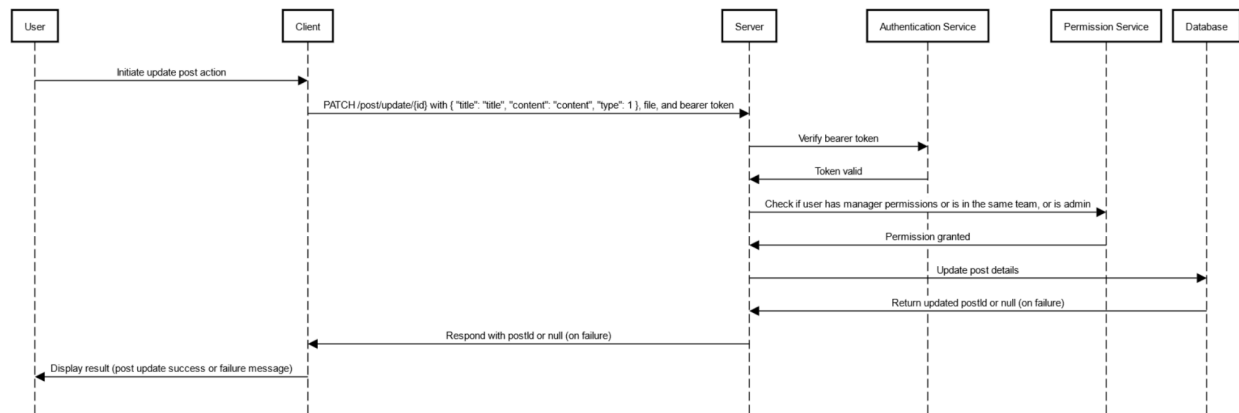 User
Client
Server
Authentication Service
Permission Service
Database
Initiate update post action
PATCH /post/update/{id} with { "title": "title", "content": "content", "type": 1 }, file, and bearer token
Verify bearer token
Token valid
Check if user has manager permissions or is in the same team, or is admin
Permission granted
Update post details
Return updated postId or null (on failure)
Respond with postId or null (on failure)
Display result (post update success or failure message)